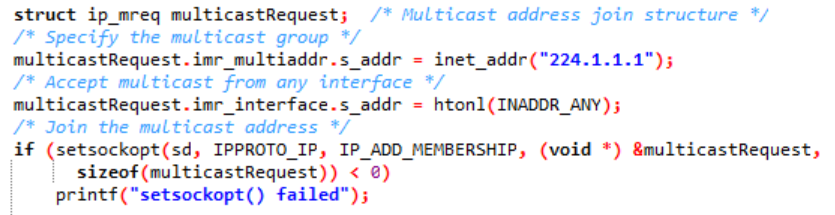 struct ip_mreq multicastRequest;  /* Multicast address join structure */
/* Specify the multicast group */
multicastRequest.imr_multiaddr.s_addr = inet_addr("224.1.1.1");
/* Accept multicast from any interface */
multicastRequest.imr_interface.s_addr = htonl(INADDR_ANY);
/* Join the multicast address */
if (setsockopt(sd, IPPROTO_IP, IP_ADD_MEMBERSHIP, (void *) &multicastRequest,
      sizeof(multicastRequest)) < 0)
    printf("setsockopt() failed");